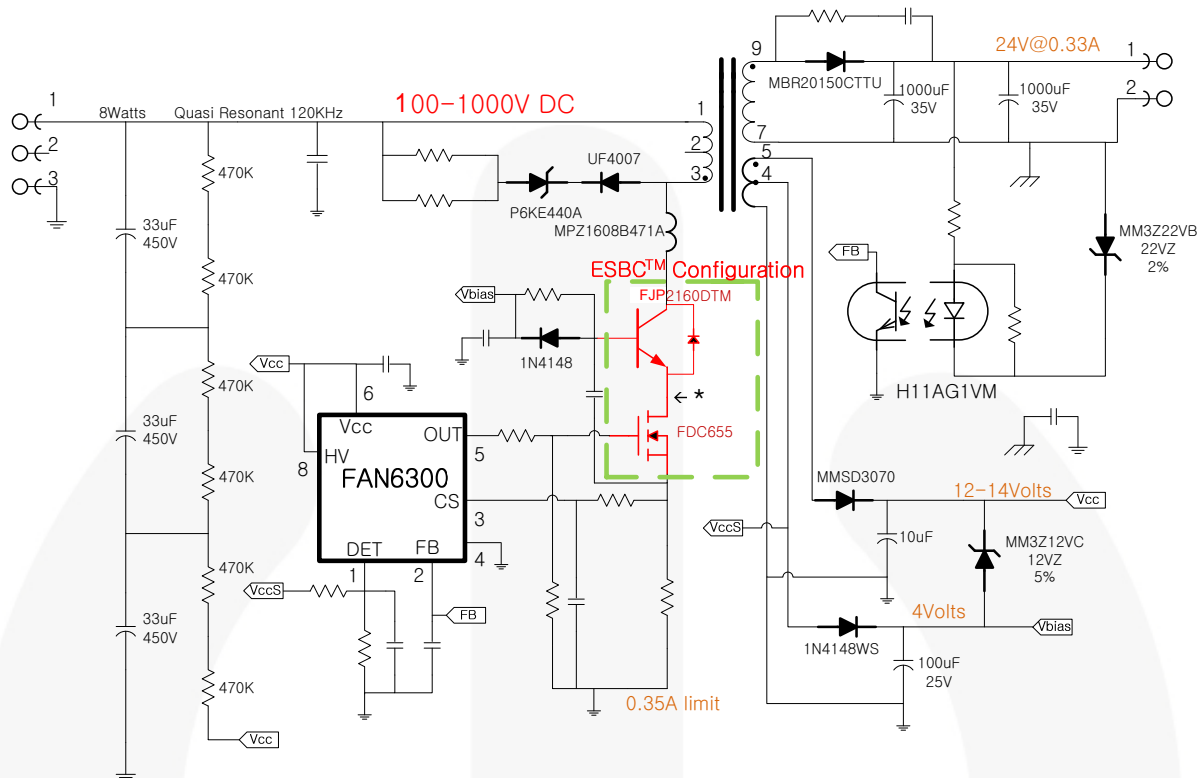 1
2
3
8Watts
Quasi Resonant 120KHz
100-1000V DC
1
2
3
9
7
5
4
MBR20150CTTU
24V@0.33A
1
2
1000uF
35V
1000uF
35V
470K
UF4007
P6KE440A
MPZ1608B471A
33uF
450V
470K
ESBC™ Configuration
FJP2160DTM
Vbias
1N4148
FB
MM3Z22VB
22VZ
2%
H11AG1VM
Vcc
6
470K
← *
FDC655
33uF
450V
Vcc
OUT
5
8
HV
FAN6300
470K
CS
3
4
DET
FB
1
2
MMSD3070
12-14Volts
Vcc
VccS
10uF
MM3Z12VC
12VZ
5%
470K
VccS
FB
33uF
450V
4Volts
Vbias
1N4148WS
100uF
25V
470K
0.35A limit
Vcc